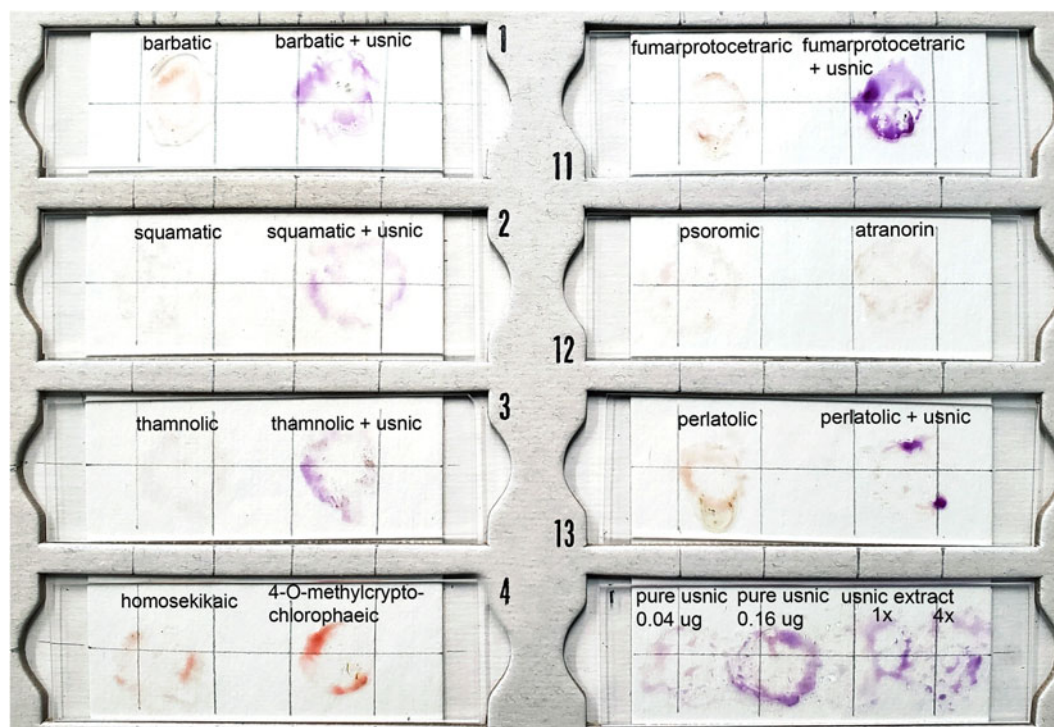 barbatic
barbatic + usnic
1
squamatic
squamatic + usnic
2
thamnolic
thamnolic + usnic
3
homosekikaic
4-O-methylcrypto-
chlorophaeic
4
fumarprotocetraric
fumarprotocetraric
+ usnic
11
psoromic
atranorin
12
perlatolic
perlatolic + usnic
13
pure usnic
0.04 ug
pure usnic
0.16 ug
usnic extract
1x
4x